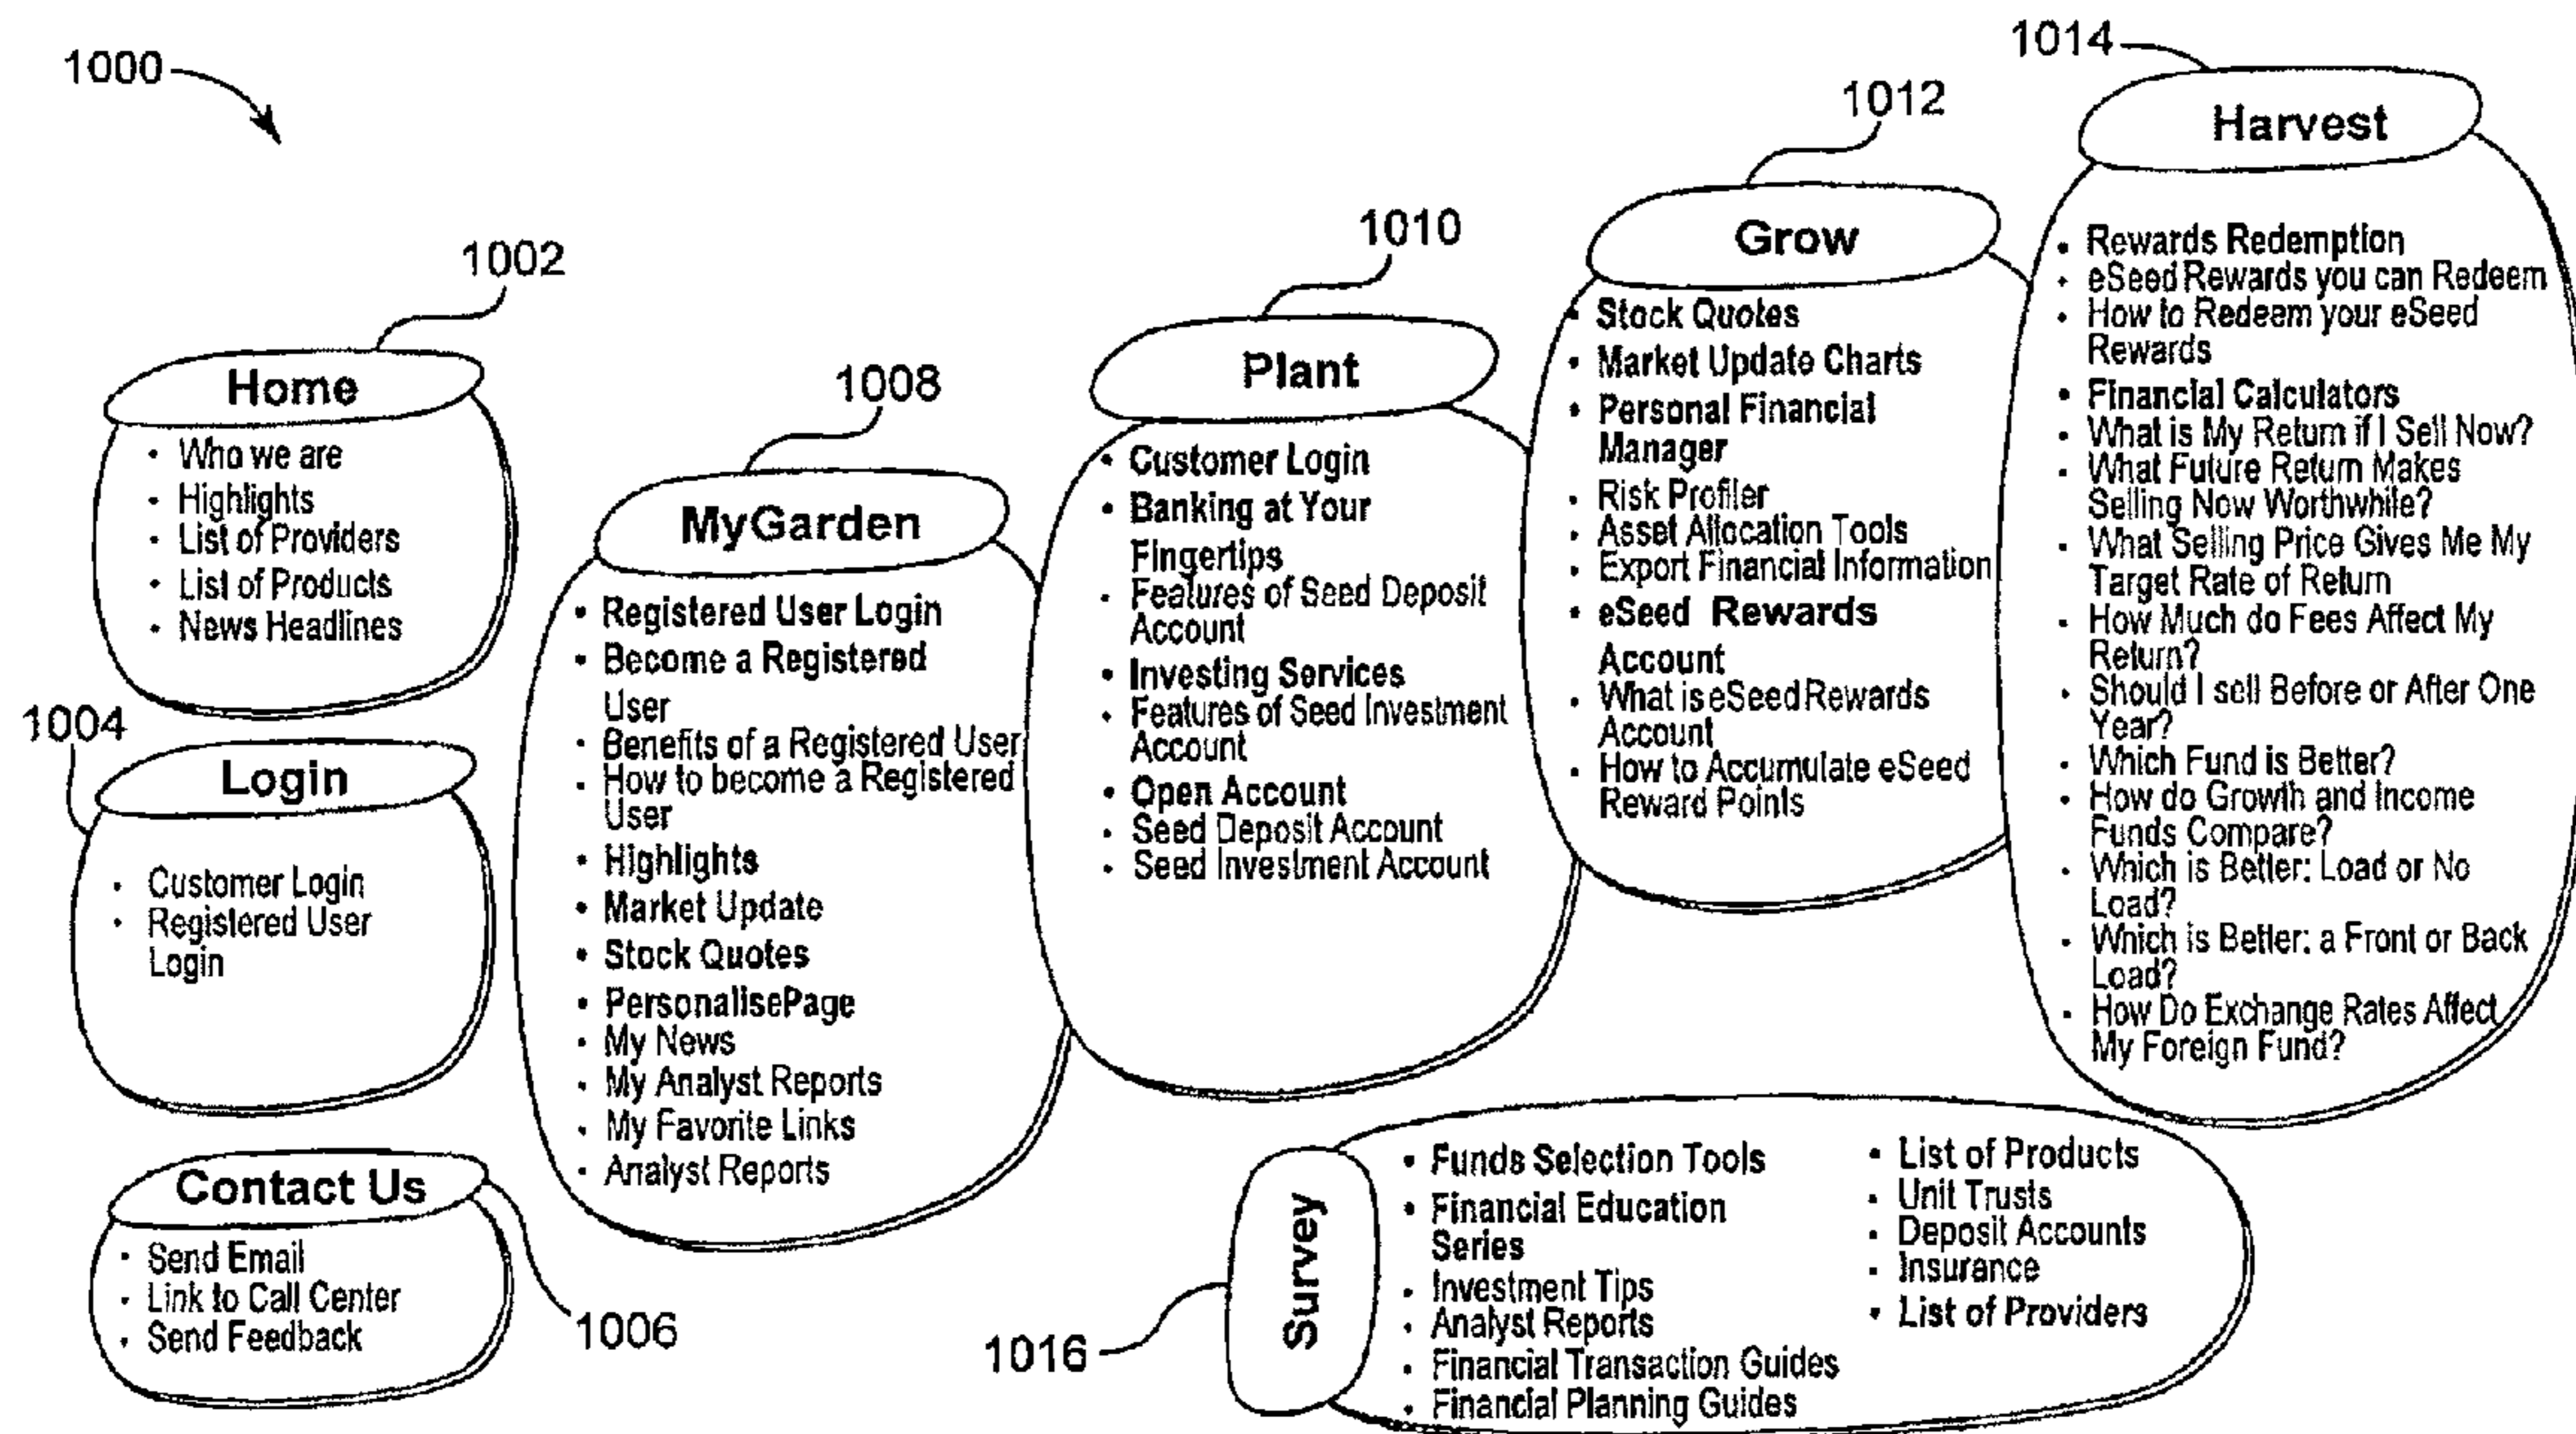 1000
1002
Home
• Who we are
• Highlights
• List of Providers
• List of Products
• News Headlines
1004
Login
• Customer Login
• Registered User
Login
Contact Us
• Send Email
• Link to Call Center
• Send Feedback
1006
1008
MyGarden
• Registered User Login
• Become a Registered
User
• Benefits of a Registered User
• How to become a Registered
User
• Highlights
• Market Update
• Stock Quotes
• PersonalisePage
• My News
• My Analyst Reports
• My Favorite Links
• Analyst Reports
1010
Plant
• Customer Login
• Banking at Your
Fingertips
• Features of Seed Deposit
Account
• Investing Services
• Features of Seed Investment
Account
• Open Account
• Seed Deposit Account
• Seed Investment Account
1012
Grow
• Stock Quotes
• Market Update Charts
• Personal Financial
Manager
• Risk Profiler
• Asset Allocation Tools
• Export Financial Information
• eSeed Rewards
Account
• What is eSeed Rewards
Account
• How to Accumulate eSeed
Reward Points
1014
Harvest
• Rewards Redemption
• eSeed Rewards you can Redeem
• How to Redeem your eSeed
Rewards
• Financial Calculators
• What is My Return if I Sell Now?
• What Future Return Makes
Selling Now Worthwhile?
• What Selling Price Gives Me My
Target Rate of Return
• How Much do Fees Affect My
Return?
• Should I sell Before or After One
Year?
• Which Fund is Better?
• How do Growth and Income
Funds Compare?
• Which is Better: Load or No
Load?
• Which is Better: a Front or Back
Load?
• How Do Exchange Rates Affect
My Foreign Fund?
1016
Survey
• Funds Selection Tools
• Financial Education
Series
• Investment Tips
• Analyst Reports
• Financial Transaction Guides
• Financial Planning Guides
• List of Products
• Unit Trusts
• Deposit Accounts
• Insurance
• List of Providers